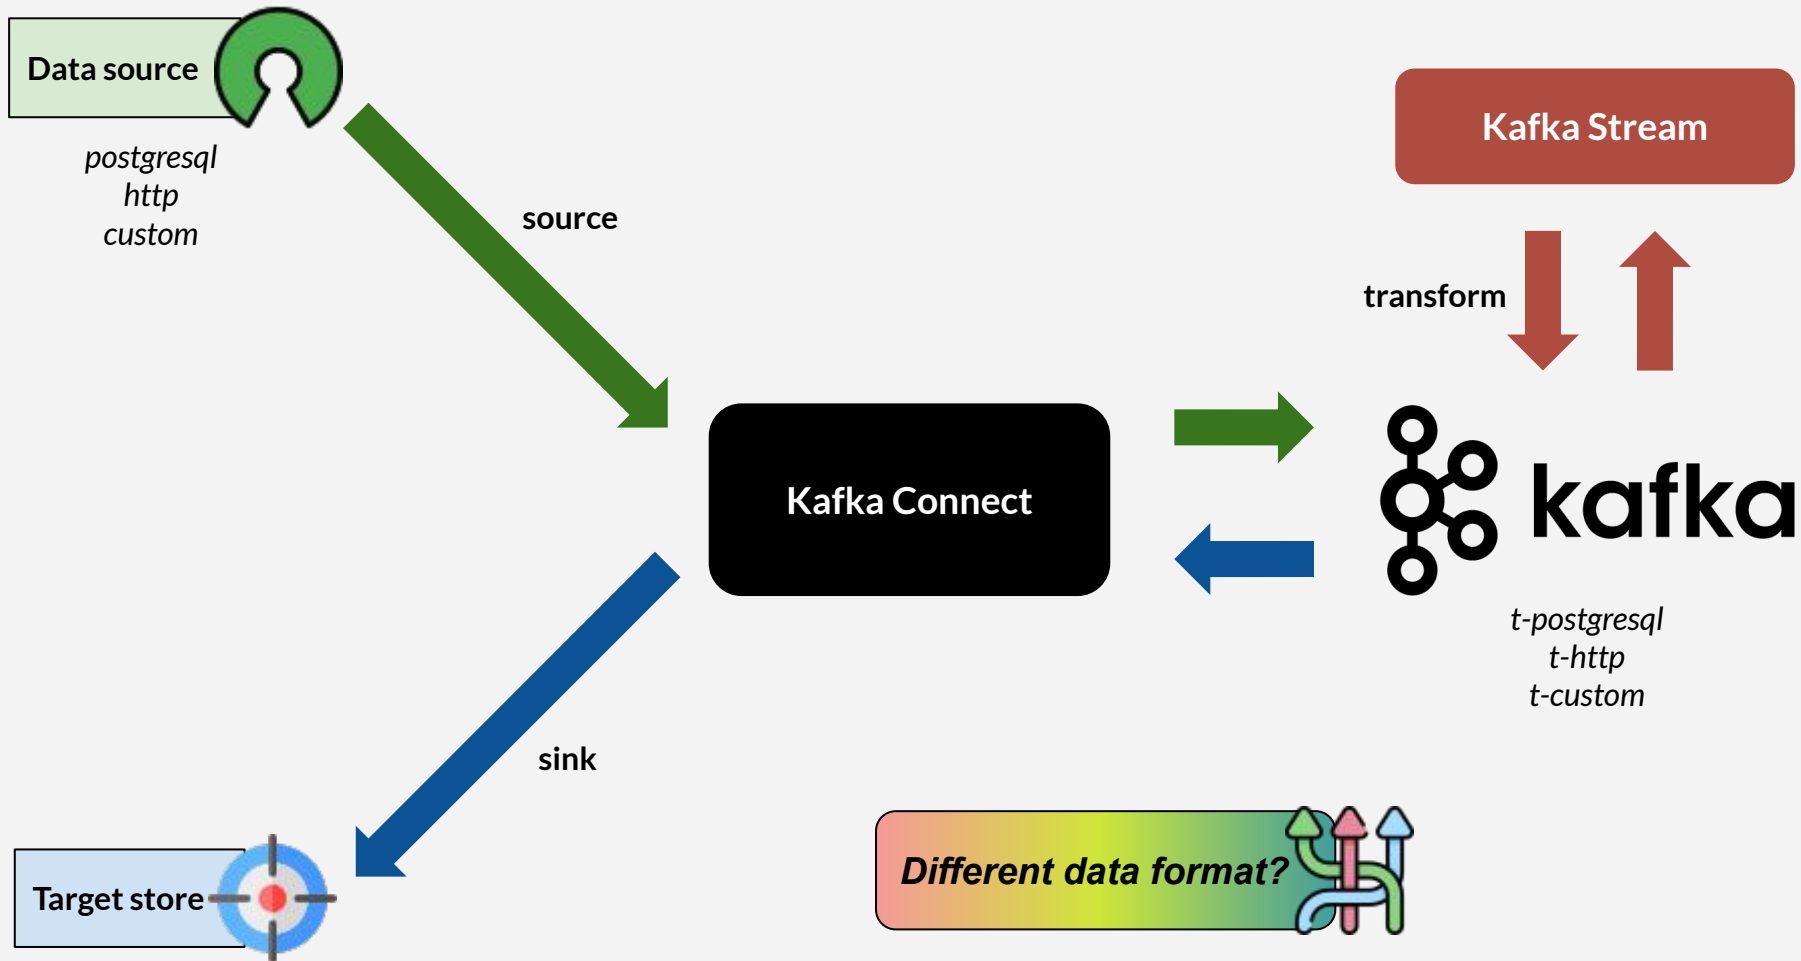 Data source
postgresql
http
custom
source
Kafka Stream
transform
Kafka Connect
kafka
t-postgresql
t-http
t-custom
sink
Different data format?
Target store